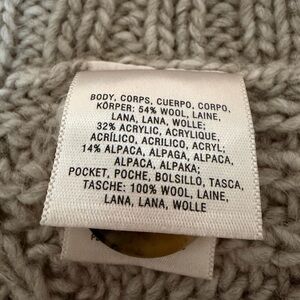 BODY, CORPS, CUERPO, CORPO,
KÖRPER: 54% WOOL, LAINE,
LANA, LANA, WOLLE;
32% ACRYLIC, ACRYLIQUE,
ACRÍLICO, ACRILICO, ACRYL;
14% ALPACA, ALPAGA, ALPACA,
ALPACA, ALPAKA;
POCKET, POCHE, BOLSILLO, TASCA,
TASCHE: 100% WOOL, LAINE,
LANA, LANA, WOLLE